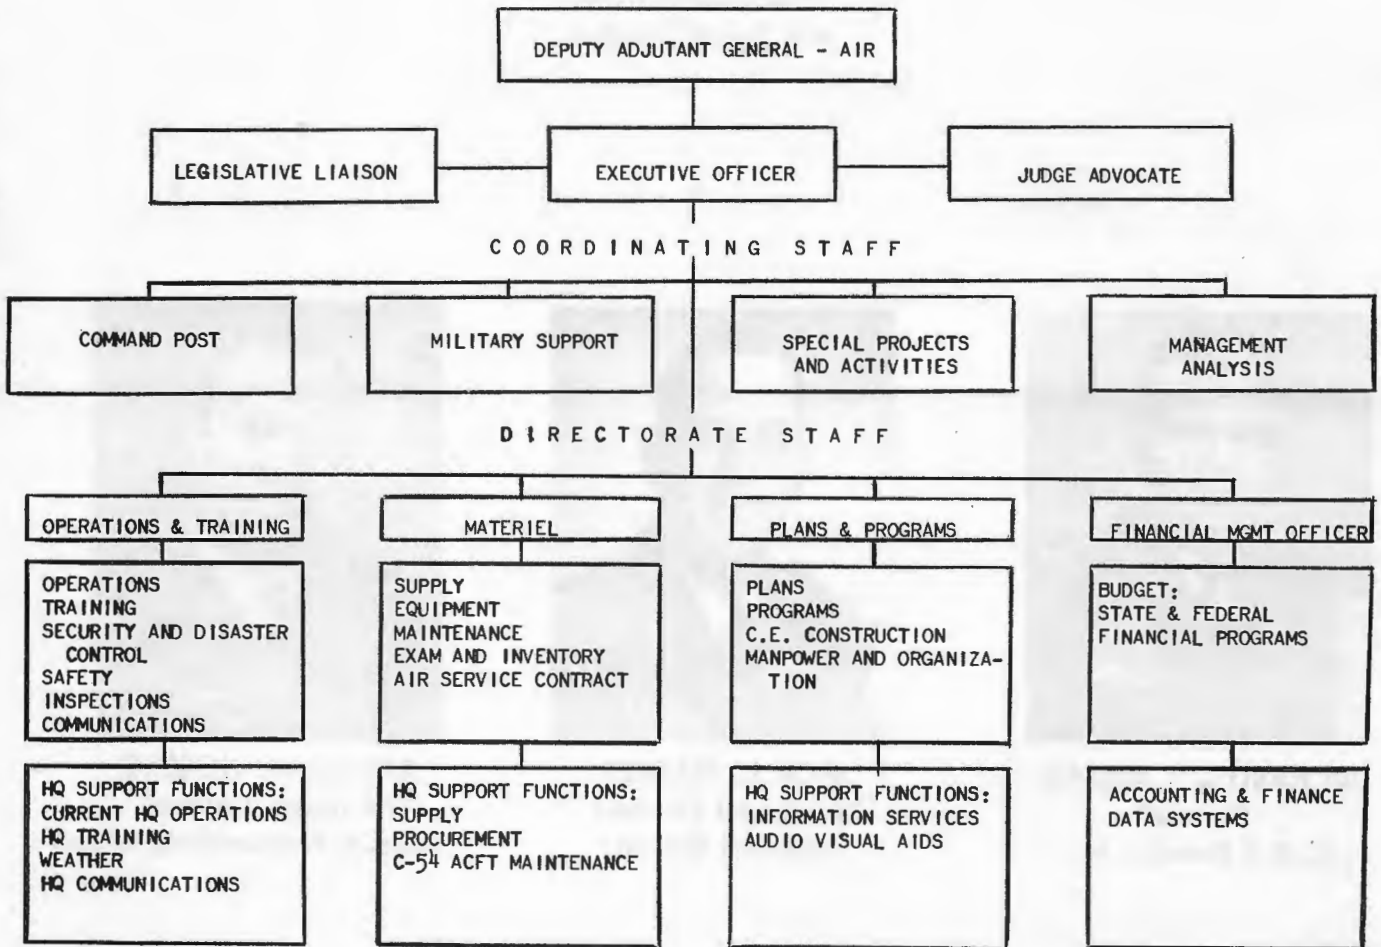 DEPUTY ADJUTANT GENERAL - AIR
LEGISLATIVE LIAISON
EXECUTIVE OFFICER
JUDGE ADVOCATE
COORDINATING STAFF
COMMAND POST
MILITARY SUPPORT
SPECIAL PROJECTS
AND ACTIVITIES
MANAGEMENT
ANALYSIS
DIRECTORATE STAFF
OPERATIONS & TRAINING
OPERATIONS
TRAINING
SECURITY AND DISASTER
CONTROL
SAFETY
INSPECTIONS
COMMUNICATIONS
HQ SUPPORT FUNCTIONS:
CURRENT HQ OPERATIONS
HQ TRAINING
WEATHER
HQ COMMUNICATIONS
MATERIEL
SUPPLY
EQUIPMENT
MAINTENANCE
EXAM AND INVENTORY
AIR SERVICE CONTRACT
HQ SUPPORT FUNCTIONS:
SUPPLY
PROCUREMENT
C-54 ACFT MAINTENANCE
PLANS & PROGRAMS
PLANS
PROGRAMS
C.E. CONSTRUCTION
MANPOWER AND ORGANIZA-
TION
HQ SUPPORT FUNCTIONS:
INFORMATION SERVICES
AUDIO VISUAL AIDS
FINANCIAL MGMT OFFICER
BUDGET:
STATE & FEDERAL
FINANCIAL PROGRAMS
ACCOUNTING & FINANCE
DATA SYSTEMS